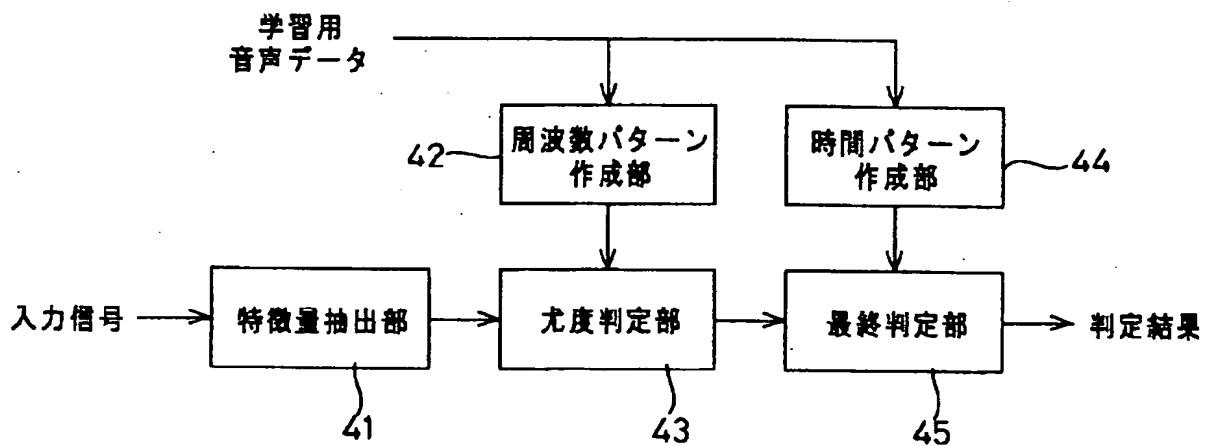 学習用
音声データ
42
周波数パターン
作成部
時間パターン
作成部
44
入力信号
特徴量抽出部
尤度判定部
最終判定部
判定結果
41
43
45